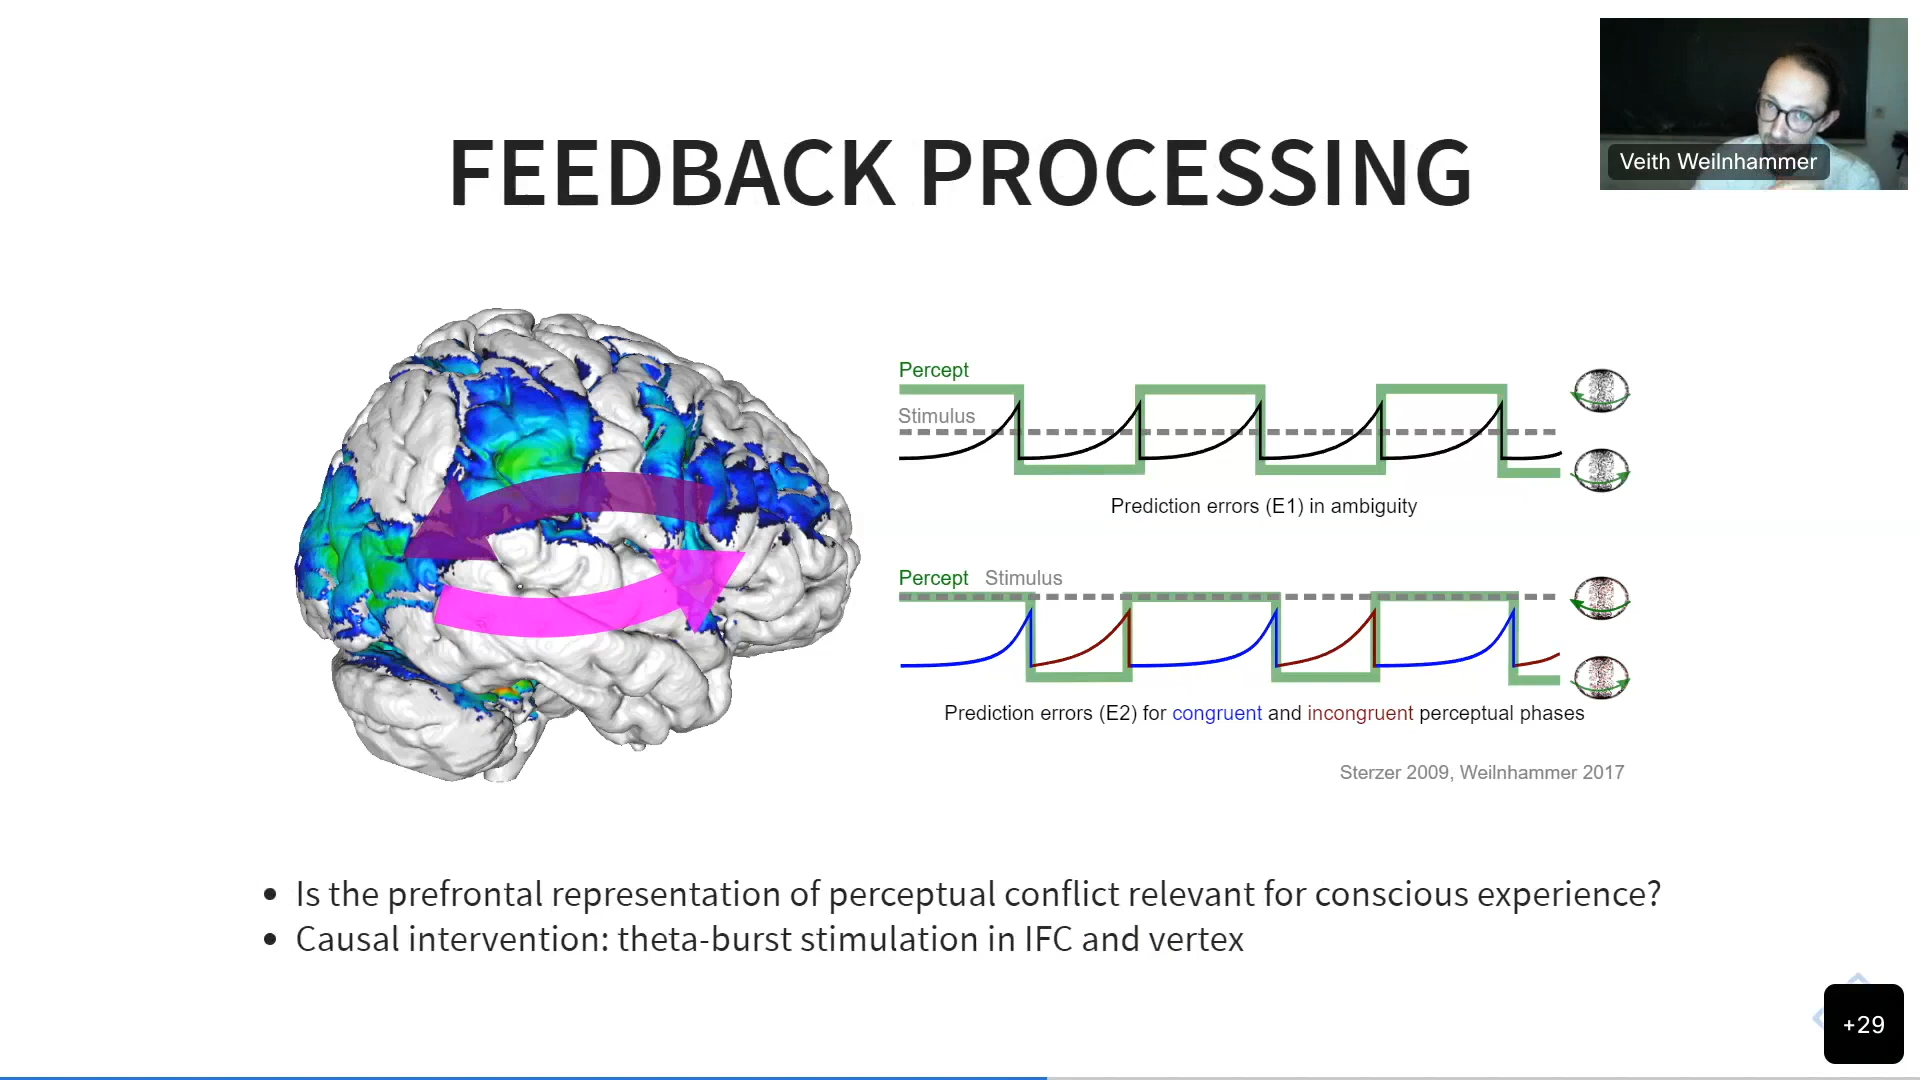 FEEDBACK PROCESSING
Veith Weilnhammer
Percept
Stimulus
Prediction errors (E1) in ambiguity
Percept Stimulus
Prediction errors (E2) for congruent and incongruent perceptual phases
Sterzer 2009, Weilnhammer 2017
• Is the prefrontal representation of perceptual conflict relevant for conscious experience?
• Causal intervention: theta-burst stimulation in IFC and vertex
+29